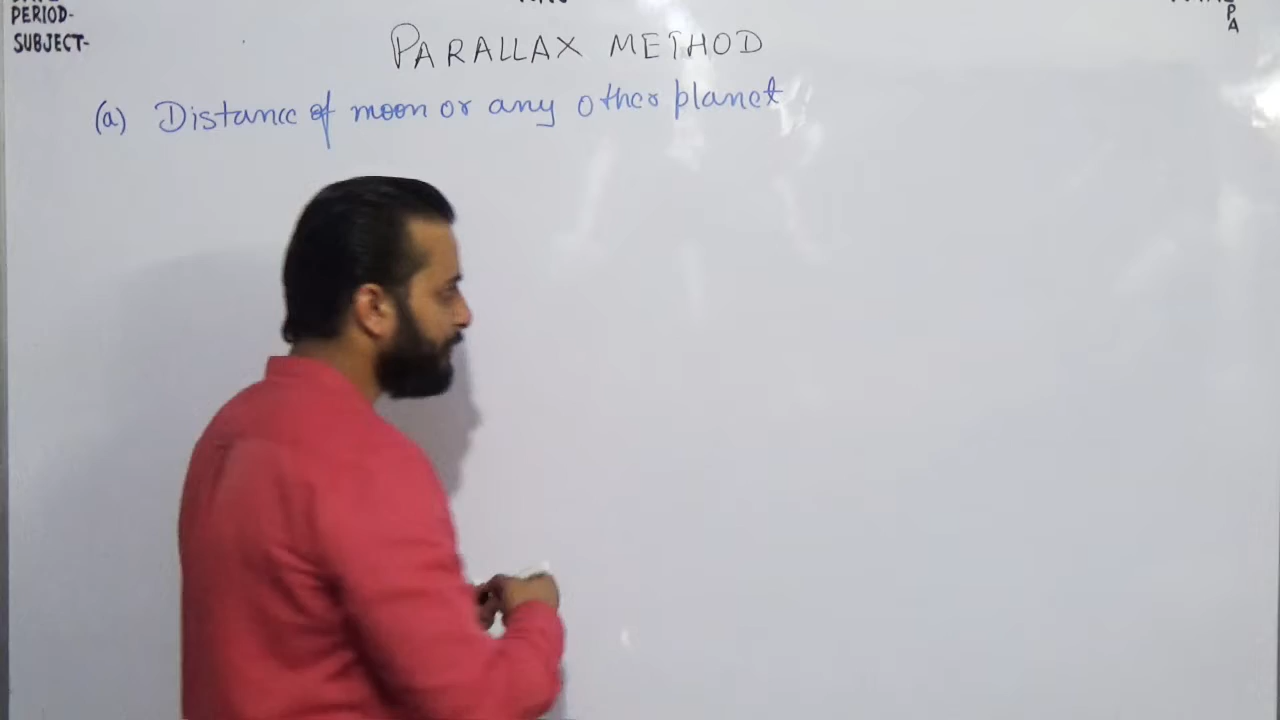 PERIOD-
SUBJECT-
PARALLAX METHOD
(a) Distance of moon or any other planet
P
A